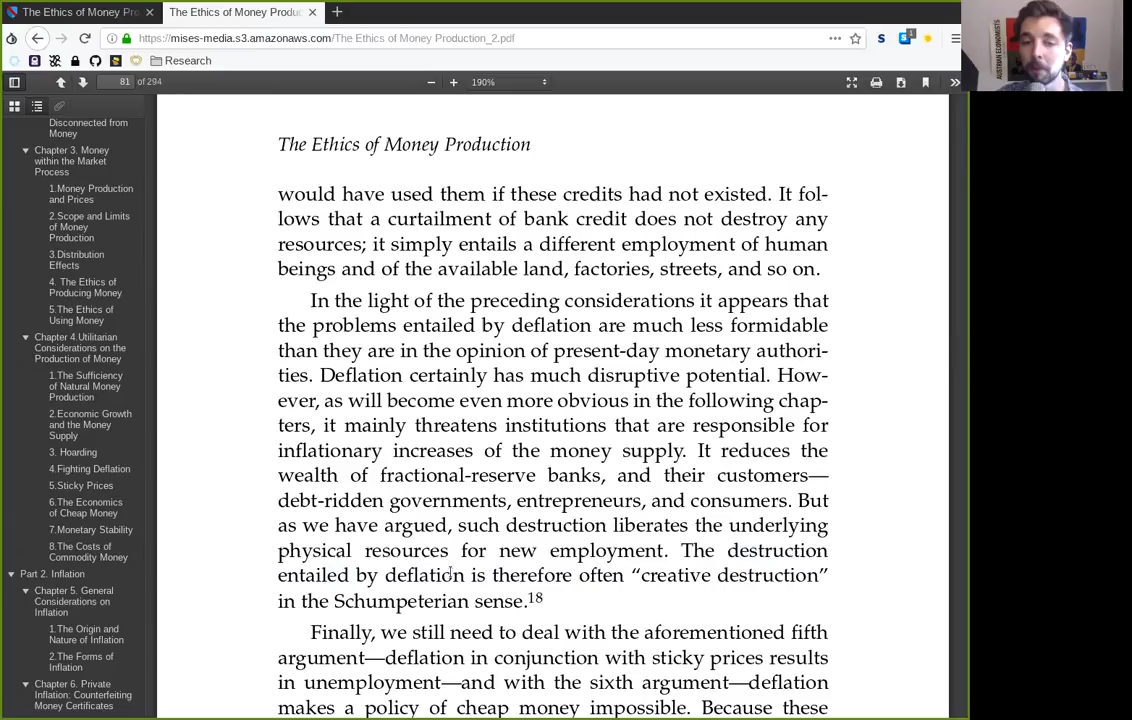 The Ethics of Money Pro
The Ethics of Money Produc
https://mises-media.s3.amazonaws.com/The Ethics of Money Production_2.pdf
S
1
Research
81 of 294
190%
AUSTRIAN ECONOMISTS
Disconnected from
Money
Chapter 3. Money
within the Market
Process
1.Money Production
and Prices
2.Scope and Limits
of Money
Production
3.Distribution
Effects
4. The Ethics of
Producing Money
5.The Ethics of
Using Money
Chapter 4.Utilitarian
Considerations on the
Production of Money
1.The Sufficiency
of Natural Money
Production
2.Economic Growth
and the Money
Supply
3. Hoarding
4.Fighting Deflation
5.Sticky Prices
6.The Economics
of Cheap Money
7.Monetary Stability
8.The Costs of
Commodity Money
Part 2. Inflation
Chapter 5. General
Considerations on
Inflation
1.The Origin and
Nature of Inflation
2.The Forms of
Inflation
Chapter 6. Private
Inflation: Counterfeiting
Money Certificates
The Ethics of Money Production
would have used them if these credits had not existed. It fol-
lows that a curtailment of bank credit does not destroy any
resources; it simply entails a different employment of human
beings and of the available land, factories, streets, and so on.
In the light of the preceding considerations it appears that
the problems entailed by deflation are much less formidable
than they are in the opinion of present-day monetary authori-
ties. Deflation certainly has much disruptive potential. How-
ever, as will become even more obvious in the following chap-
ters, it mainly threatens institutions that are responsible for
inflationary increases of the money supply. It reduces the
wealth of fractional-reserve banks, and their customers—
debt-ridden governments, entrepreneurs, and consumers. But
as we have argued, such destruction liberates the underlying
physical resources for new employment. The destruction
entailed by deflation is therefore often “creative destruction”
in the Schumpeterian sense.18
Finally, we still need to deal with the aforementioned fifth
argument—deflation in conjunction with sticky prices results
in unemployment—and with the sixth argument—deflation
makes a policy of cheap money impossible. Because these